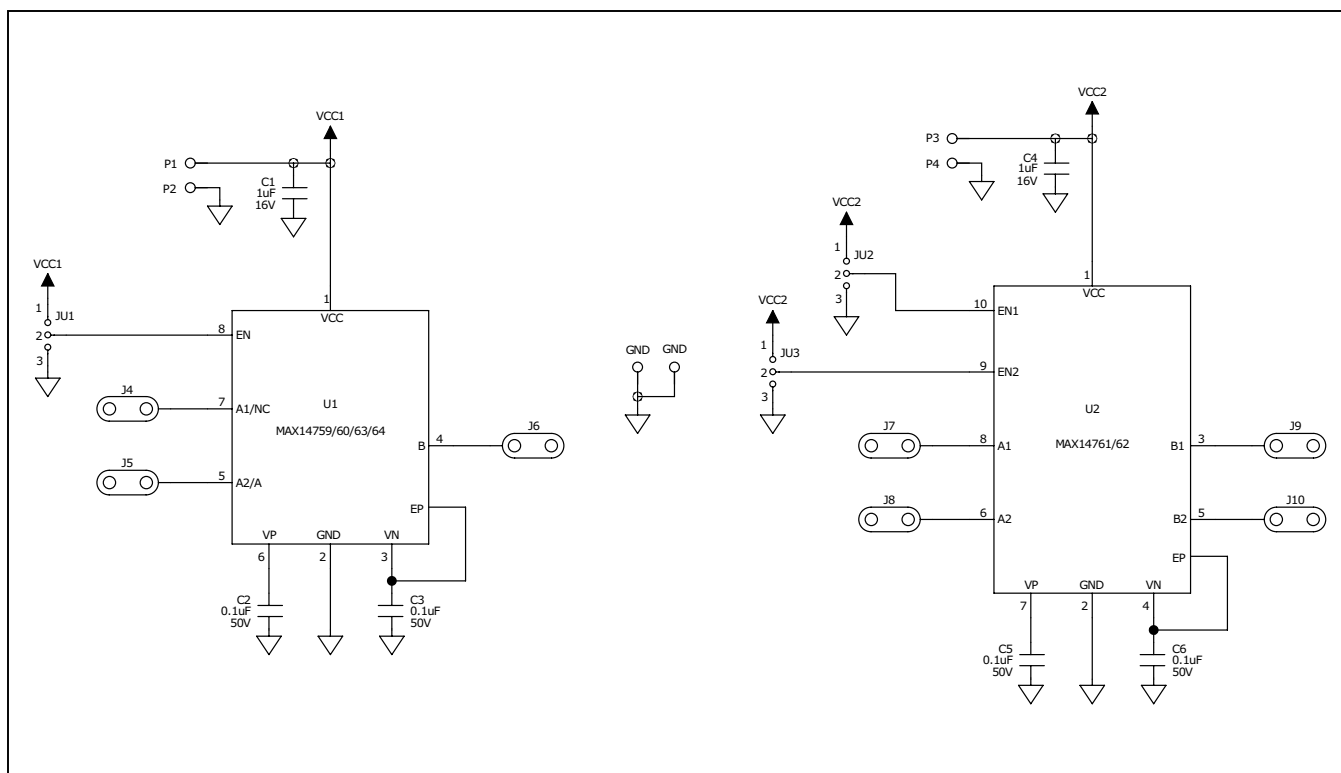 VCC1
P1
P2
C1
1uF
16V
VCC1
1
JU1
2
3
1
VCC
8
EN
J4
7
A1/NC
U1
MAX14759/60/63/64
J5
5
A2/A
4
B
J6
EP
VP
GND
VN
6
2
3
C2
0.1uF
50V
C3
0.1uF
50V
GND
GND
VCC2
P3
P4
C4
1uF
16V
VCC2
1
JU2
2
3
VCC2
1
JU3
2
3
1
VCC
10
EN1
9
EN2
U2
MAX14761/62
J7
8
A1
3
B1
J9
J8
6
A2
5
B2
J10
EP
VP
GND
VN
7
2
4
C5
0.1uF
50V
C6
0.1uF
50V